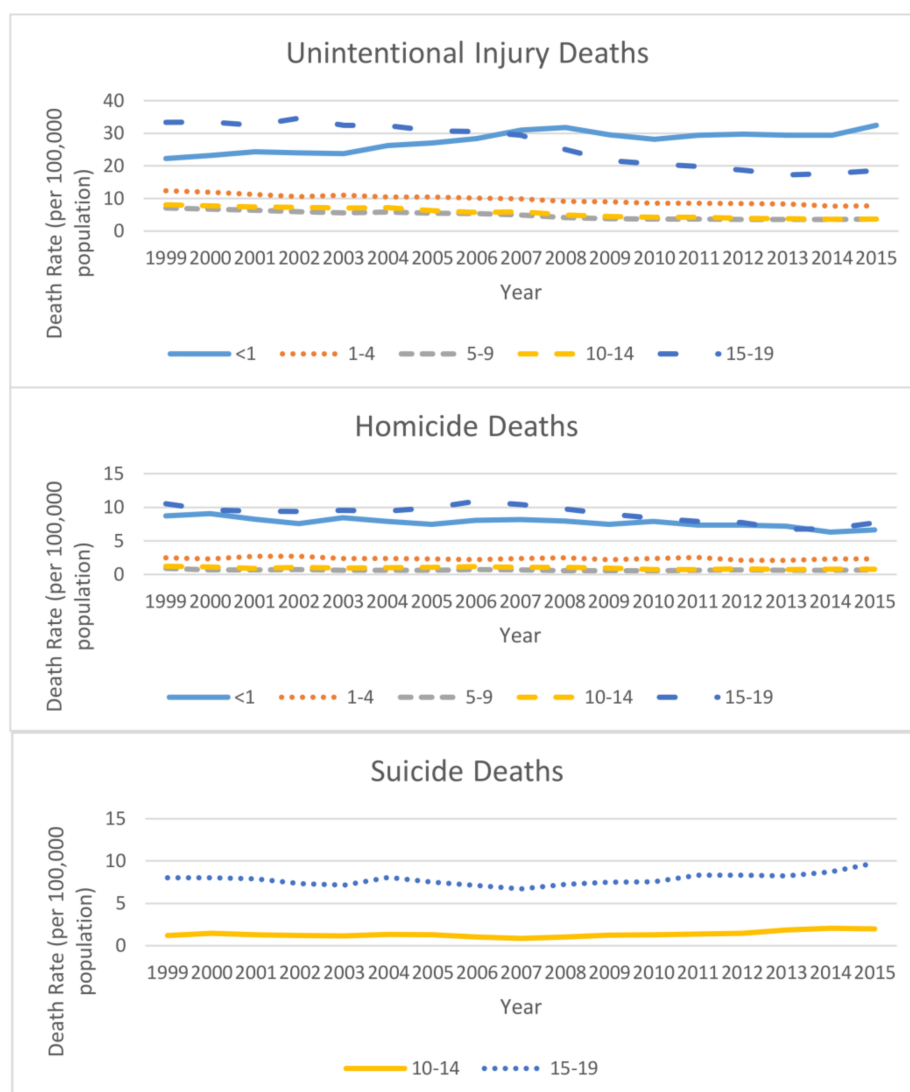 Unintentional Injury Deaths
Death Rate (per 100,000
population)
40
30
20
10
0
1999 2000 2001 2002 2003 2004 2005 2006 2007 2008 2009 2010 2011 2012 2013 2014 2015
Year
<1 1-4 5-9 10-14 15-19
Homicide Deaths
Death Rate (per 100,000
population)
15
10
5
0
1999 2000 2001 2002 2003 2004 2005 2006 2007 2008 2009 2010 2011 2012 2013 2014 2015
Year
<1 1-4 5-9 10-14 15-19
Suicide Deaths
Death Rate (per 100,000
population)
15
10
5
0
1999 2000 2001 2002 2003 2004 2005 2006 2007 2008 2009 2010 2011 2012 2013 2014 2015
Year
10-14 15-19